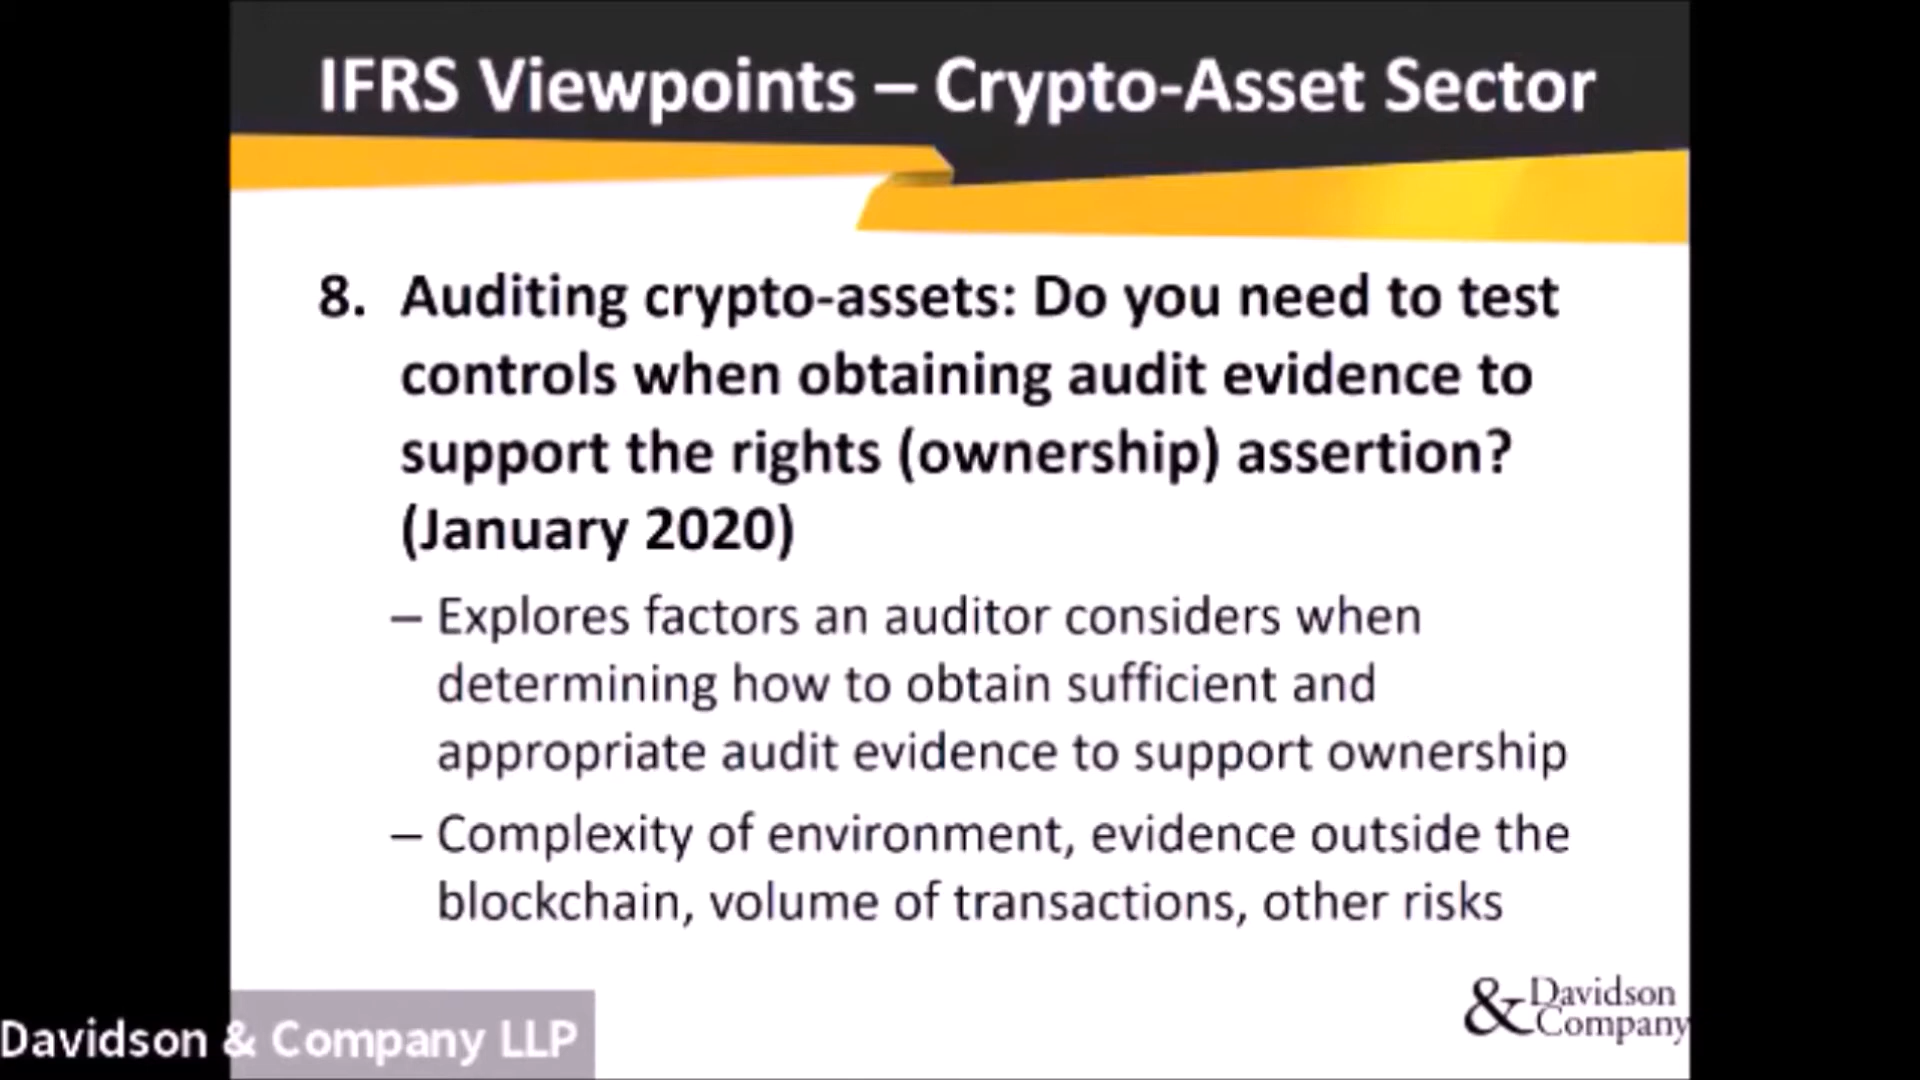 IFRS Viewpoints – Crypto-Asset Sector
8. Auditing crypto-assets: Do you need to test
controls when obtaining audit evidence to
support the rights (ownership) assertion?
(January 2020)
– Explores factors an auditor considers when
determining how to obtain sufficient and
appropriate audit evidence to support ownership
– Complexity of environment, evidence outside the
blockchain, volume of transactions, other risks
& Davidson
Company
Davidson & Company LLP